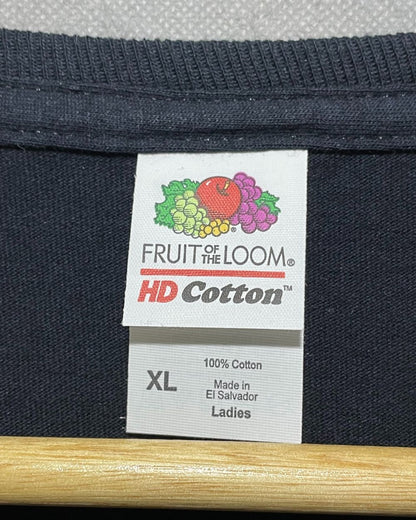 FRUIT OF THE LOOM®
HD Cotton™
XL
100% Cotton
Made in
El Salvador
Ladies